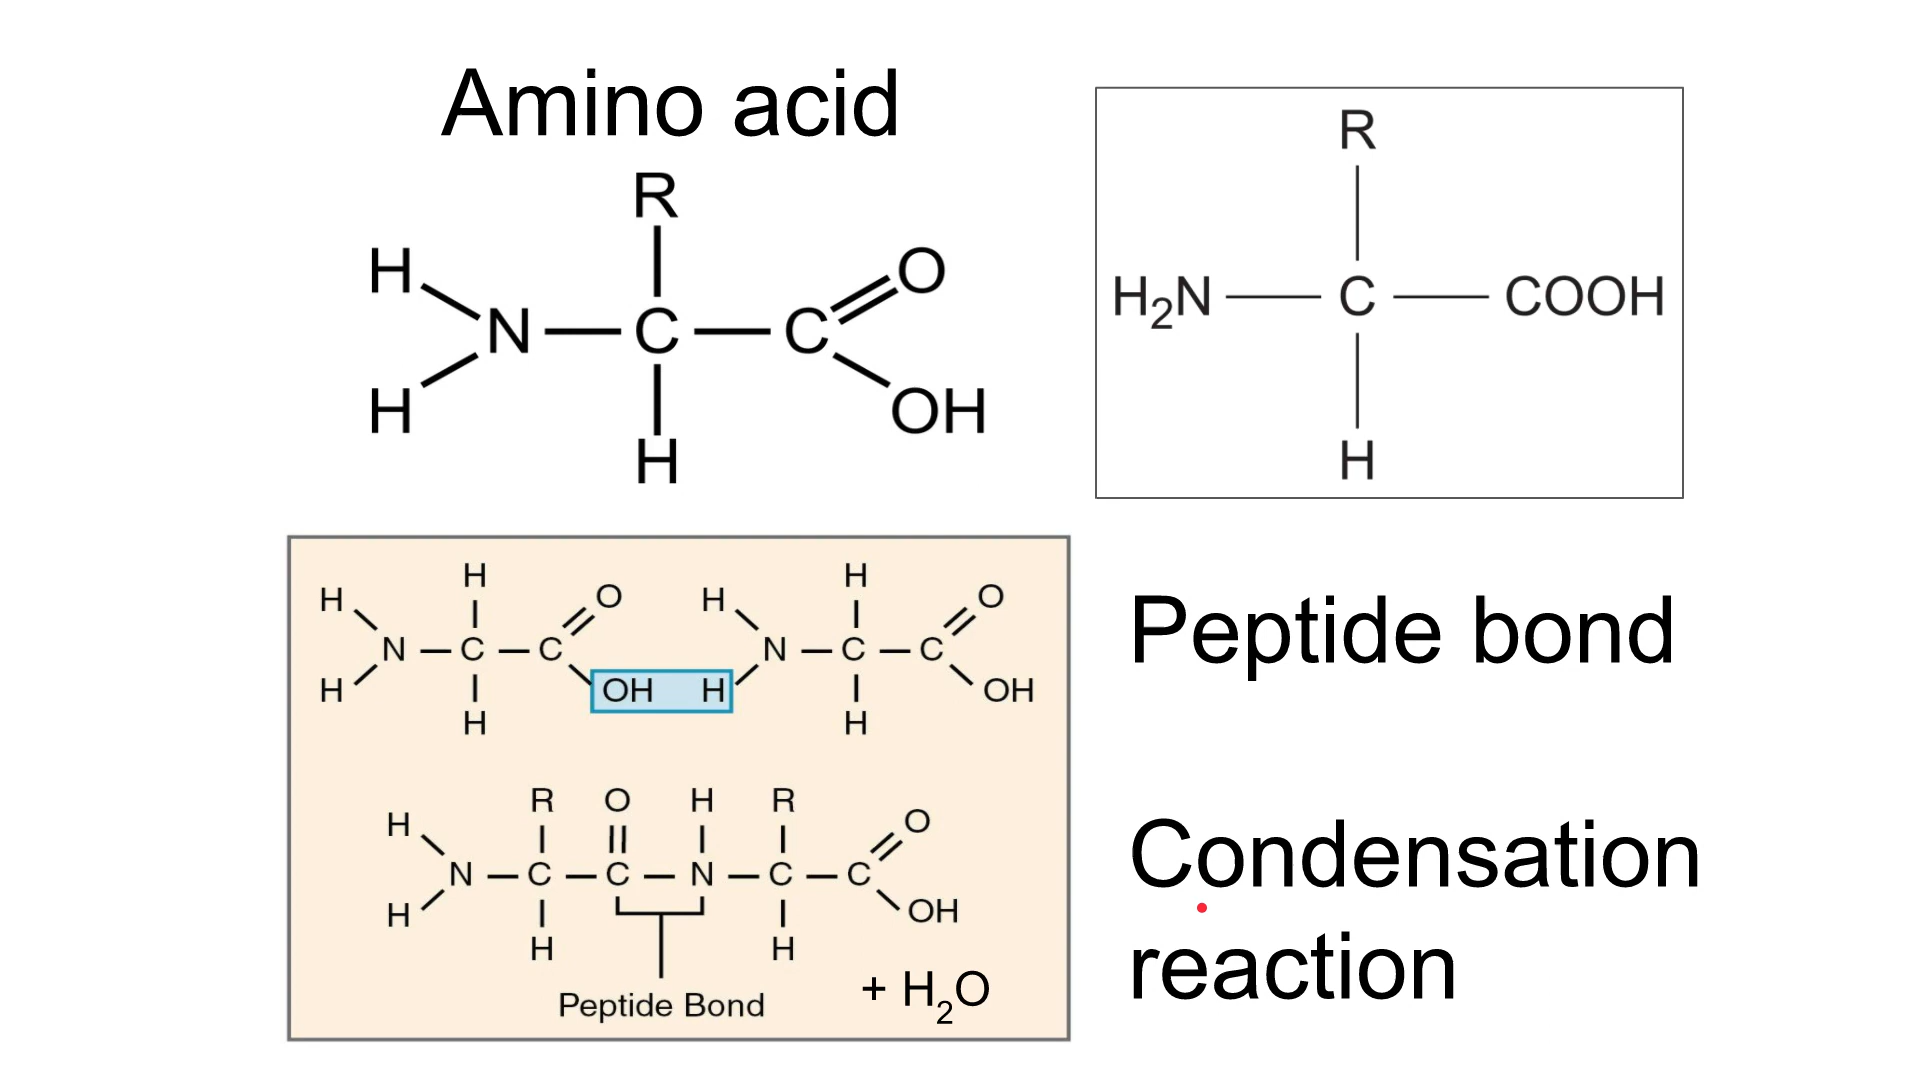 Amino acid
R
H O
N C C
H OH
H
R
H₂N C COOH
H
H H
H O H O
N C C N C C
H OH H OH
H H
R O H R
H O
N C C N C C
H OH
H H
Peptide Bond
+ H₂O
Peptide bond
Condensation
reaction